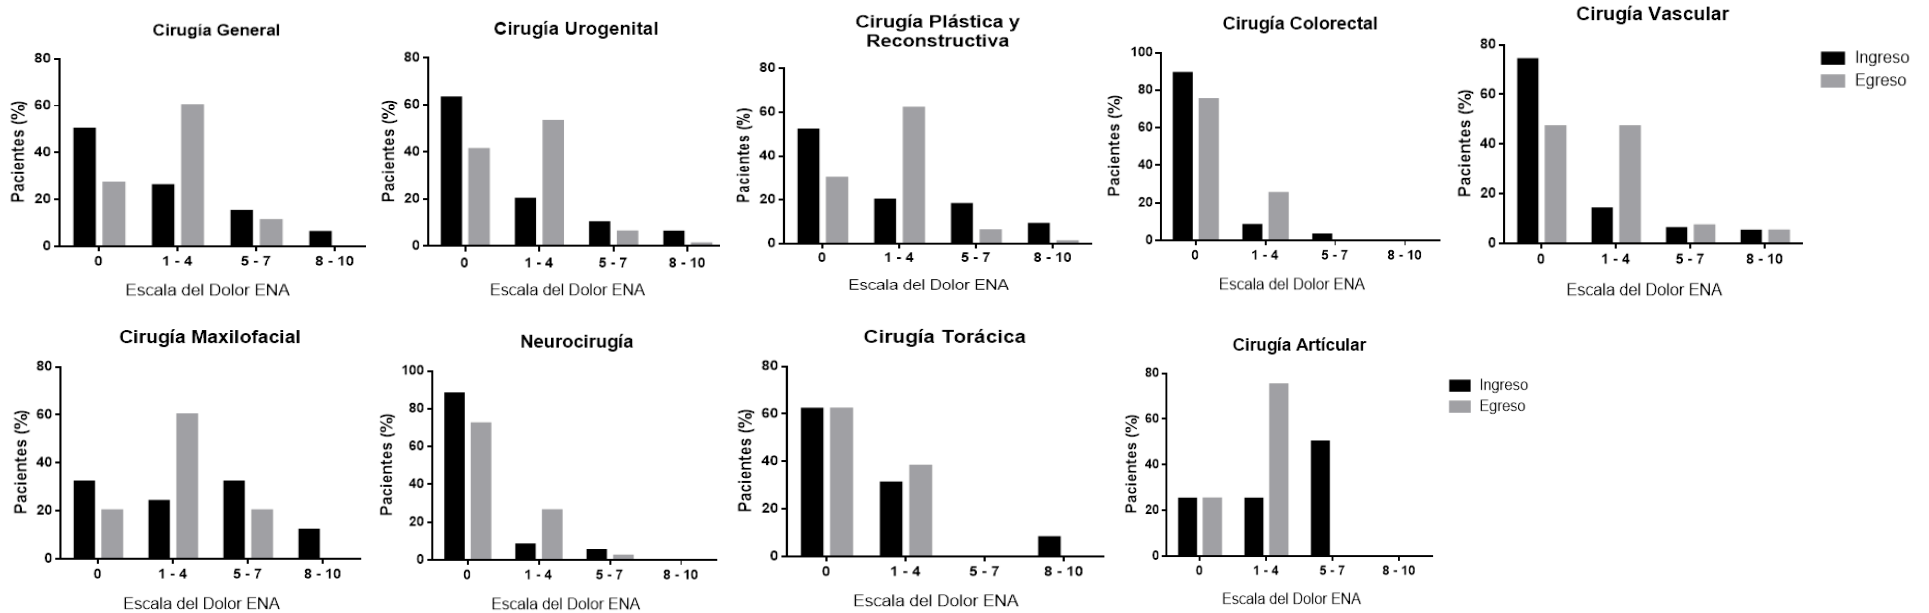 Cirugía General
80
60
40
20
0
Pacientes (%)
0 1 - 4 5 - 7 8 - 10
Escala del Dolor ENA
Cirugía Urogenital
80
60
40
20
0
Pacientes (%)
0 1 - 4 5 - 7 8 - 10
Escala del Dolor ENA
Cirugía Plástica y
Reconstructiva
80
60
40
20
0
Pacientes (%)
0 1 - 4 5 - 7 8 - 10
Escala del Dolor ENA
Cirugía Colorectal
100
80
60
40
20
0
Pacientes (%)
0 1 - 4 5 - 7 8 - 10
Escala del Dolor ENA
Cirugía Vascular
80
60
40
20
0
Pacientes (%)
0 1 - 4 5 - 7 8 - 10
Escala del Dolor ENA
Ingreso
Egreso
Cirugía Maxilofacial
80
60
40
20
0
Pacientes (%)
0 1 - 4 5 - 7 8 - 10
Escala del Dolor ENA
Neurocirugía
100
80
60
40
20
0
Pacientes (%)
0 1 - 4 5 - 7 8 - 10
Escala del Dolor ENA
Cirugía Torácica
80
60
40
20
0
Pacientes (%)
0 1 - 4 5 - 7 8 - 10
Escala del Dolor ENA
Cirugía Artícular
80
60
40
20
0
Pacientes (%)
0 1 - 4 5 - 7 8 - 10
Escala del Dolor ENA
Ingreso
Egreso